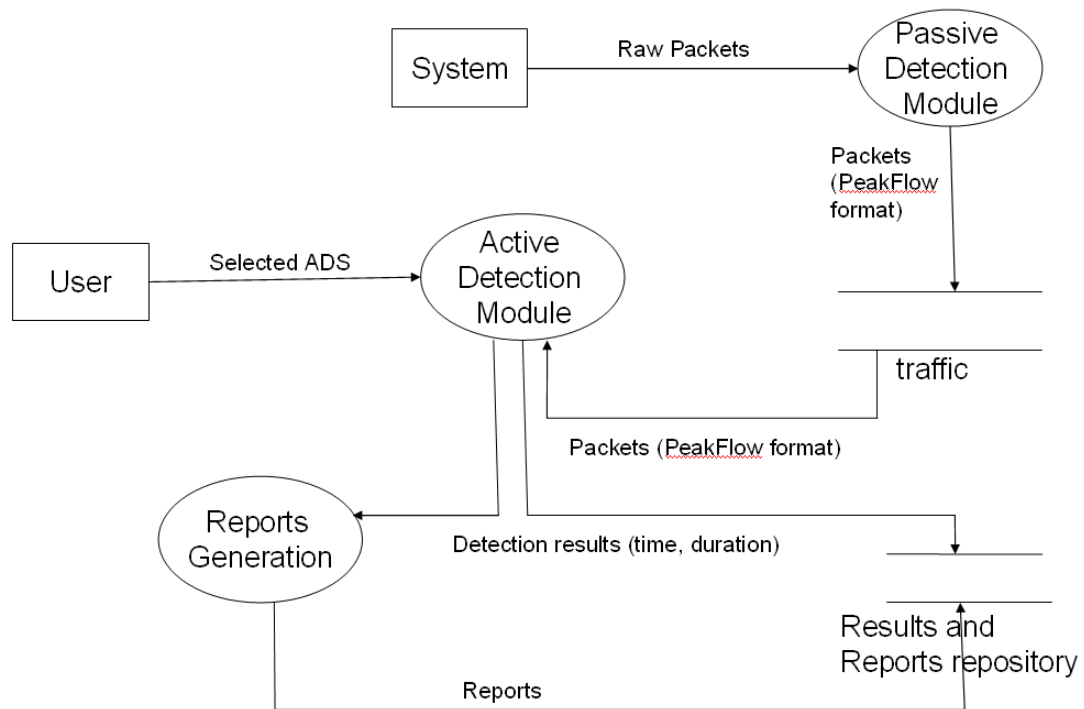 System
Raw Packets
Passive
Detection
Module
Packets
(PeakFlow
format)
User
Selected ADS
Active
Detection
Module
traffic
Packets (PeakFlow format)
Reports
Generation
Detection results (time, duration)
Results and
Reports repository
Reports